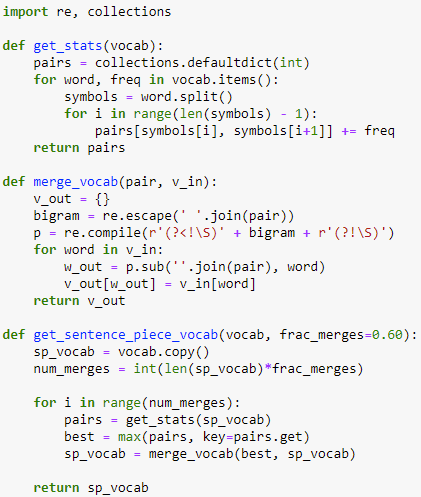 import re, collections

def get_stats(vocab):
    pairs = collections.defaultdict(int)
    for word, freq in vocab.items():
        symbols = word.split()
        for i in range(len(symbols) - 1):
            pairs[symbols[i], symbols[i+1]] += freq
    return pairs

def merge_vocab(pair, v_in):
    v_out = {}
    bigram = re.escape(' '.join(pair))
    p = re.compile(r'(?<!\S)' + bigram + r'(?!\S)')
    for word in v_in:
        w_out = p.sub(''.join(pair), word)
        v_out[w_out] = v_in[word]
    return v_out

def get_sentence_piece_vocab(vocab, frac_merges=0.60):
    sp_vocab = vocab.copy()
    num_merges = int(len(sp_vocab)*frac_merges)

    for i in range(num_merges):
        pairs = get_stats(sp_vocab)
        best = max(pairs, key=pairs.get)
        sp_vocab = merge_vocab(best, sp_vocab)

    return sp_vocab